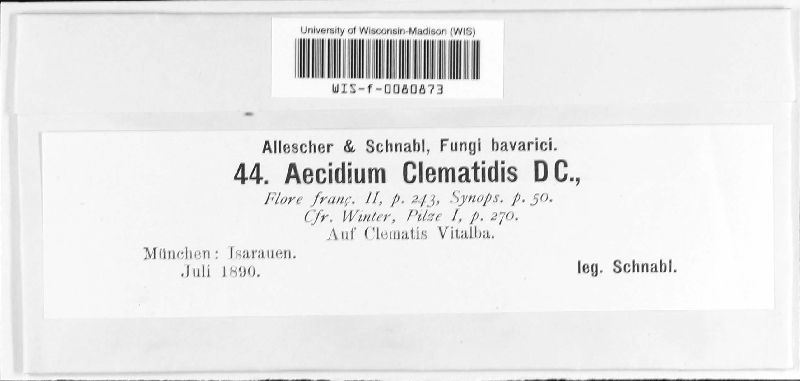 University of Wisconsin-Madison (WIS)
WIS-f-0080873
Allescher & Schnabl, Fungi bavarici.
44. Aecidium Clematidis DC.,
Flore franç. II, p. 243, Synops. p. 50.
Cfr. Winter, Pilze I, p. 270.
Auf Clematis Vitalba.
München: Isarauen.
Juli 1890.
leg. Schnabl.